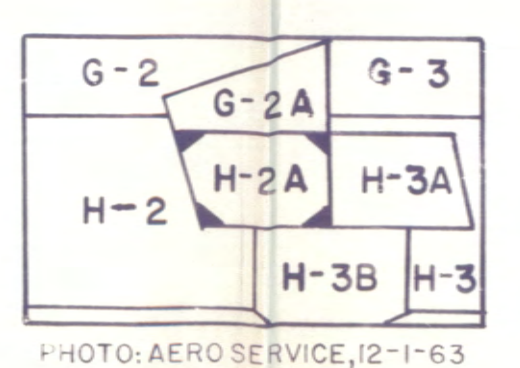 G-2 G-3
G-2A
H-2A H-3A
H-2
H-3B H-3
PHOTO: AERO SERVICE, 12-1-63